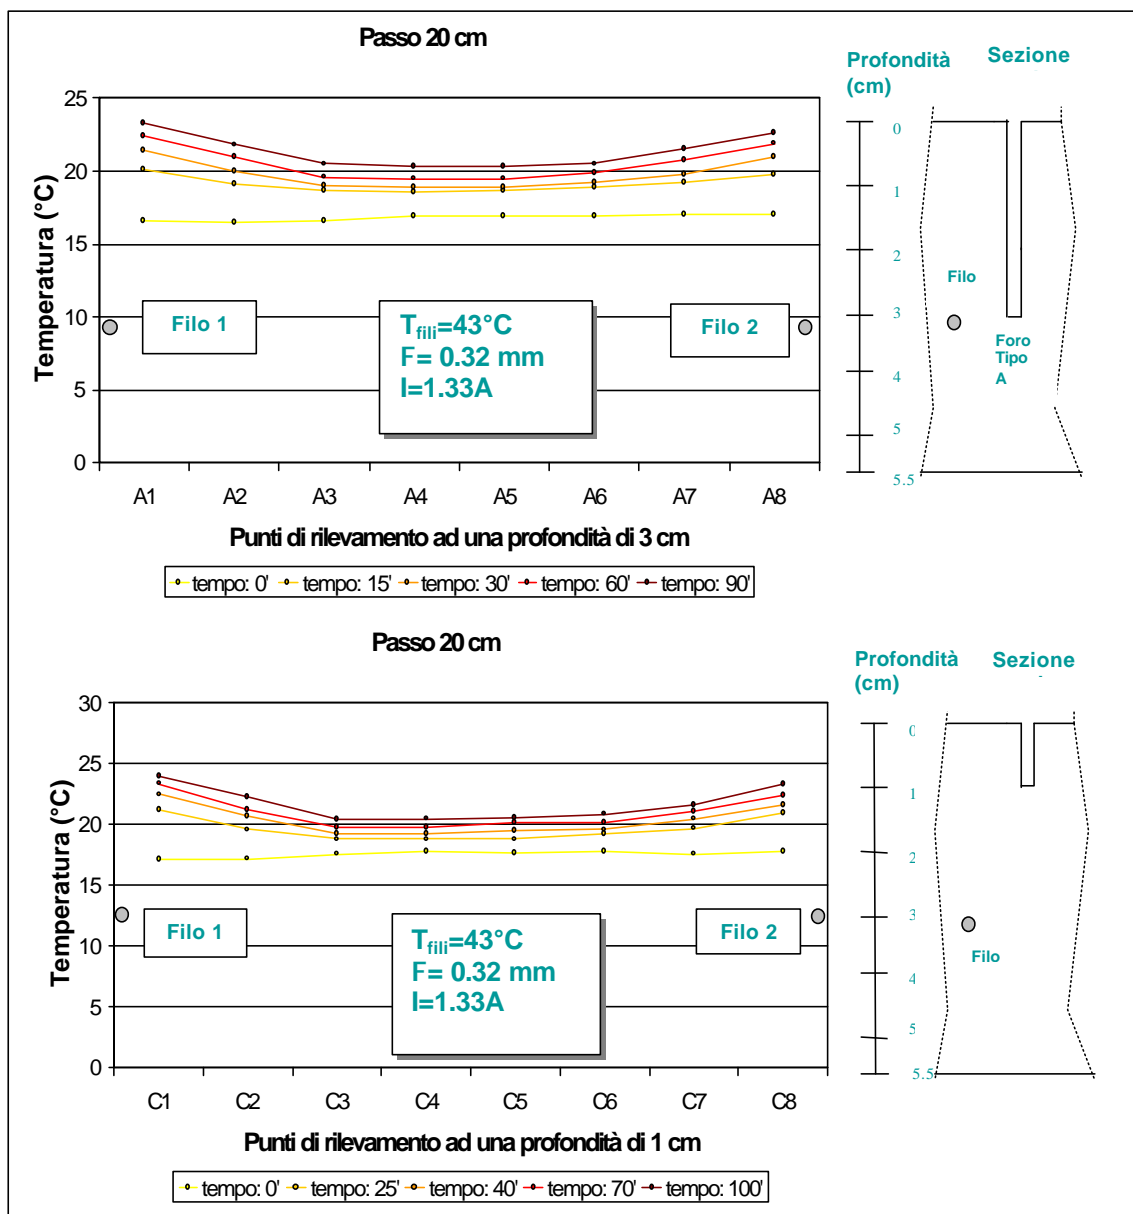 Passo 20 cm
Profondità
(cm)
Sezione
Temperatura (°C)
25
20
15
10
5
0
A1 A2 A3 A4 A5 A6 A7 A8
Filo 1
T fili=43°C
F= 0.32 mm
I=1.33A
Filo 2
Punti di rilevamento ad una profondità di 3 cm
tempo: 0' tempo: 15' tempo: 30' tempo: 60' tempo: 90'
0
1
2
3
4
5
5.5
Filo
Foro
Tipo
A
Passo 20 cm
Profondità
(cm)
Sezione
Temperatura (°C)
30
25
20
15
10
5
0
C1 C2 C3 C4 C5 C6 C7 C8
Filo 1
T fili=43°C
F= 0.32 mm
I=1.33A
Filo 2
Punti di rilevamento ad una profondità di 1 cm
tempo: 0' tempo: 25' tempo: 40' tempo: 70' tempo: 100'
0
1
2
3
4
5
5.5
Filo